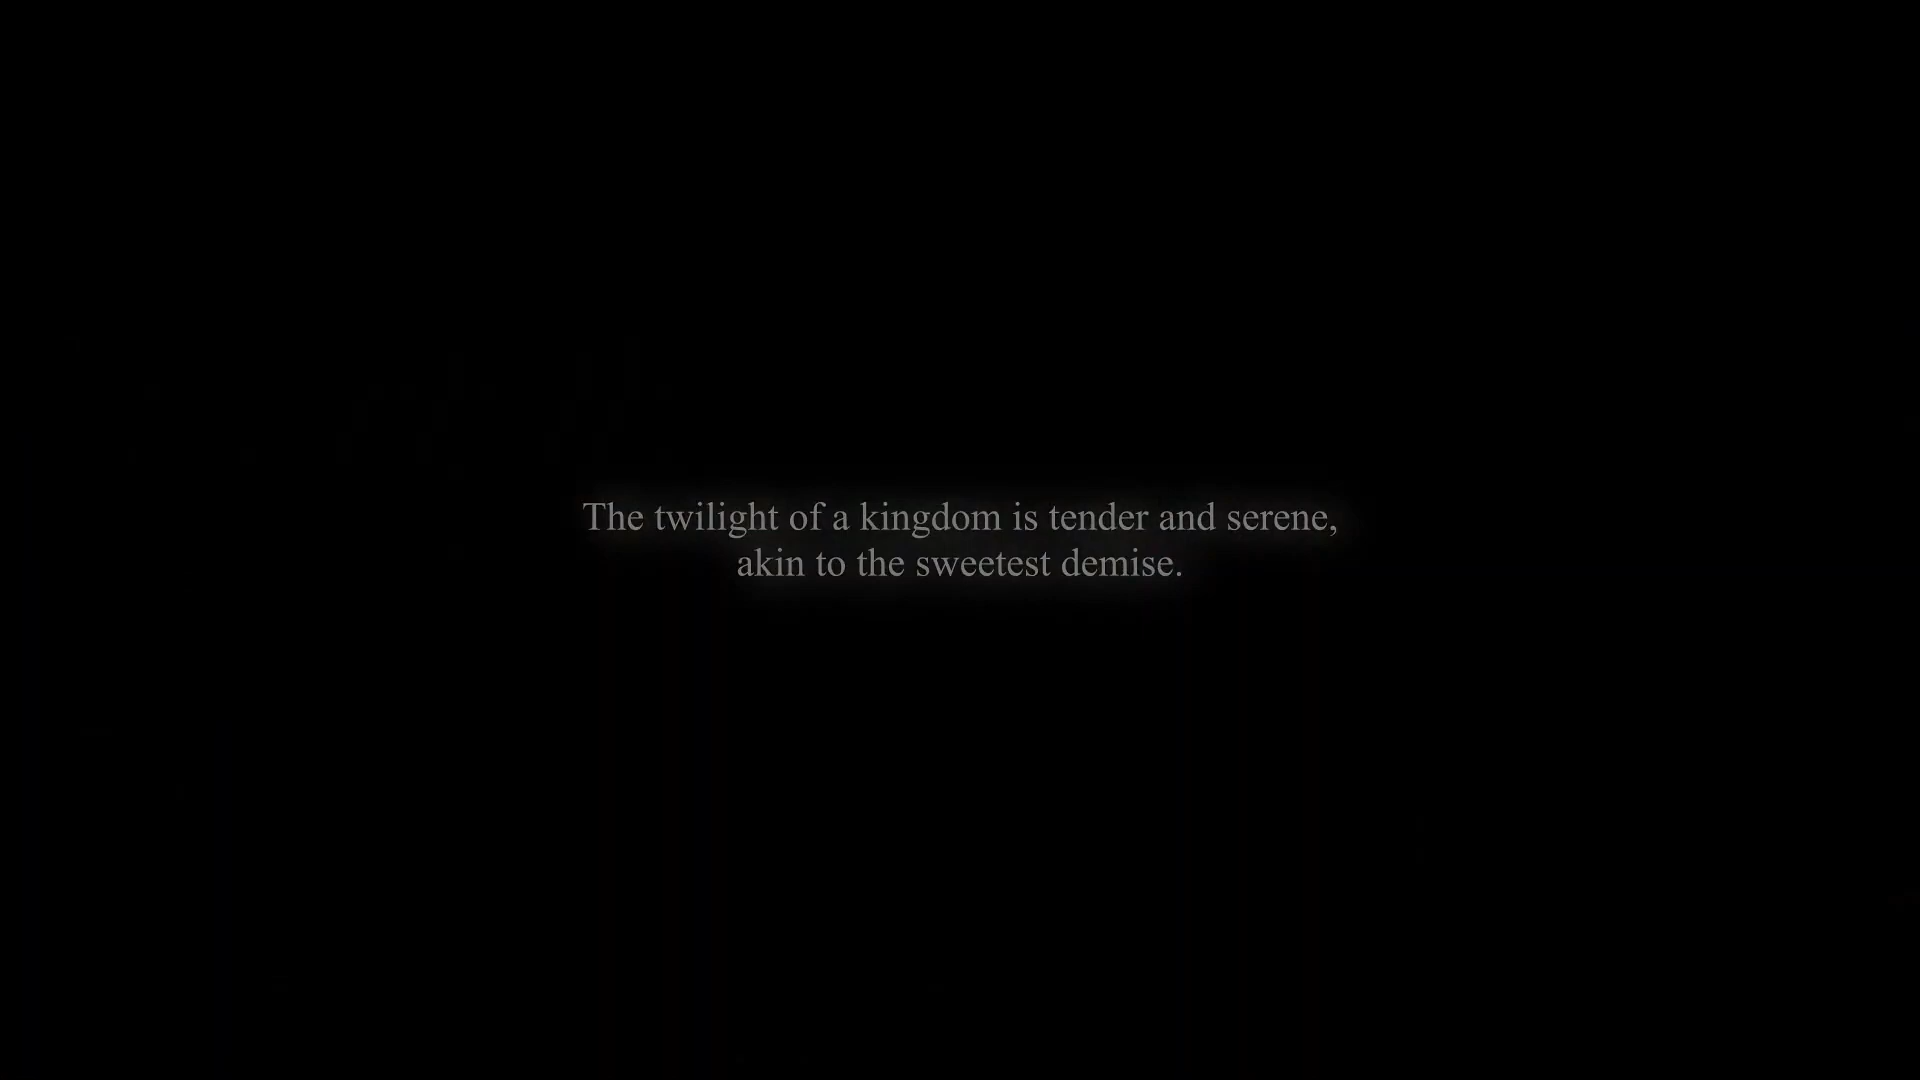 The twilight of a kingdom is tender and serene,
akin to the sweetest demise.